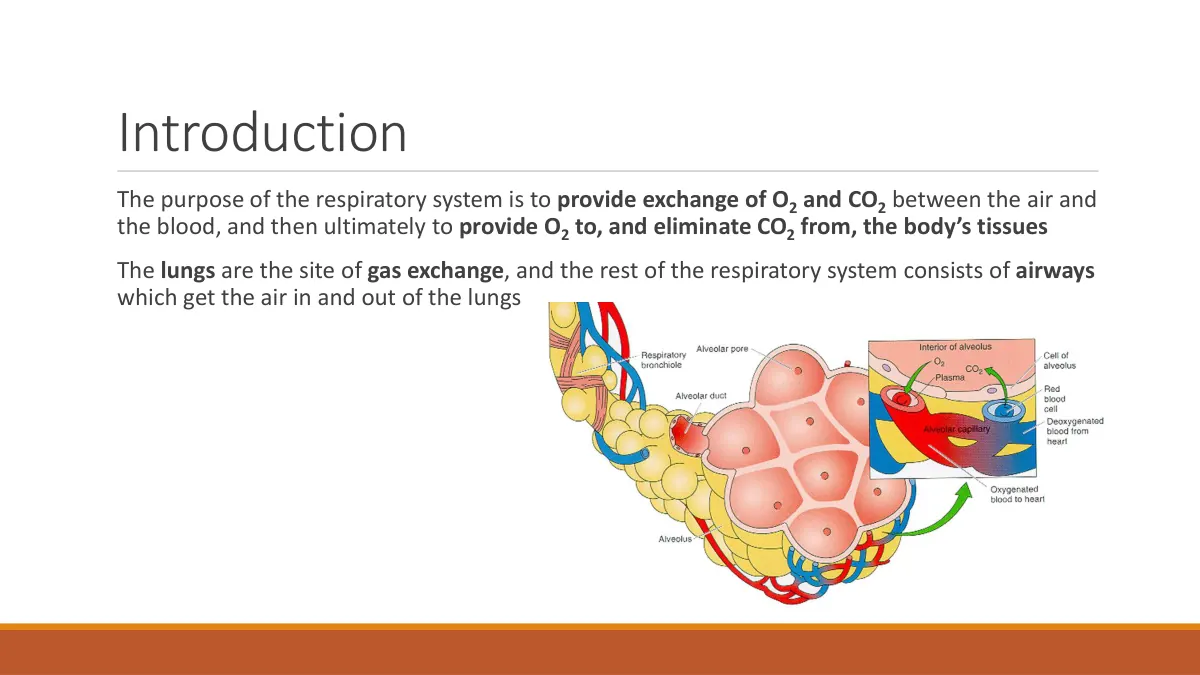 Introduction
The purpose of the respiratory system is to provide exchange of O₂ and CO₂ between the air and
the blood, and then ultimately to provide O₂ to, and eliminate CO₂ from, the body’s tissues
The lungs are the site of gas exchange, and the rest of the respiratory system consists of airways
which get the air in and out of the lungs
Respiratory
bronchiole
Alveolar pore
Alveolar duct
Alveolus
Interior of alveolus
O₂
CO₂
Plasma
Alveolar capillary
Cell of
alveolus
Red
blood
cell
Deoxygenated
blood from
heart
Oxygenated
blood to heart